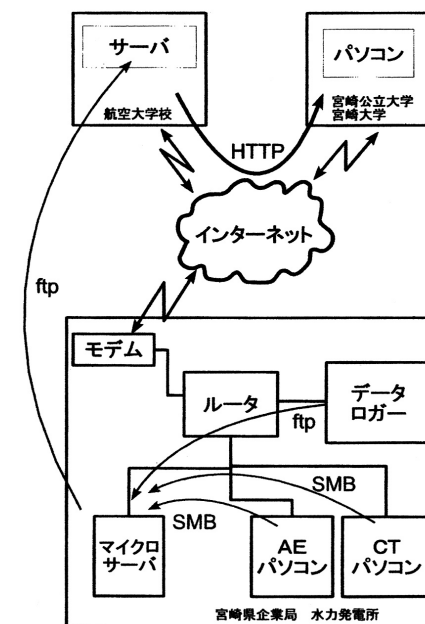 サーバ
パソコン
航空大学校
宮崎公立大学
宮崎大学
HTTP
インターネット
ftp
モデム
ルータ
データ
ロガー
ftp
SMB
SMB
マイクロ
サーバ
AE
パソコン
CT
パソコン
宮崎県企業局 水力発電所